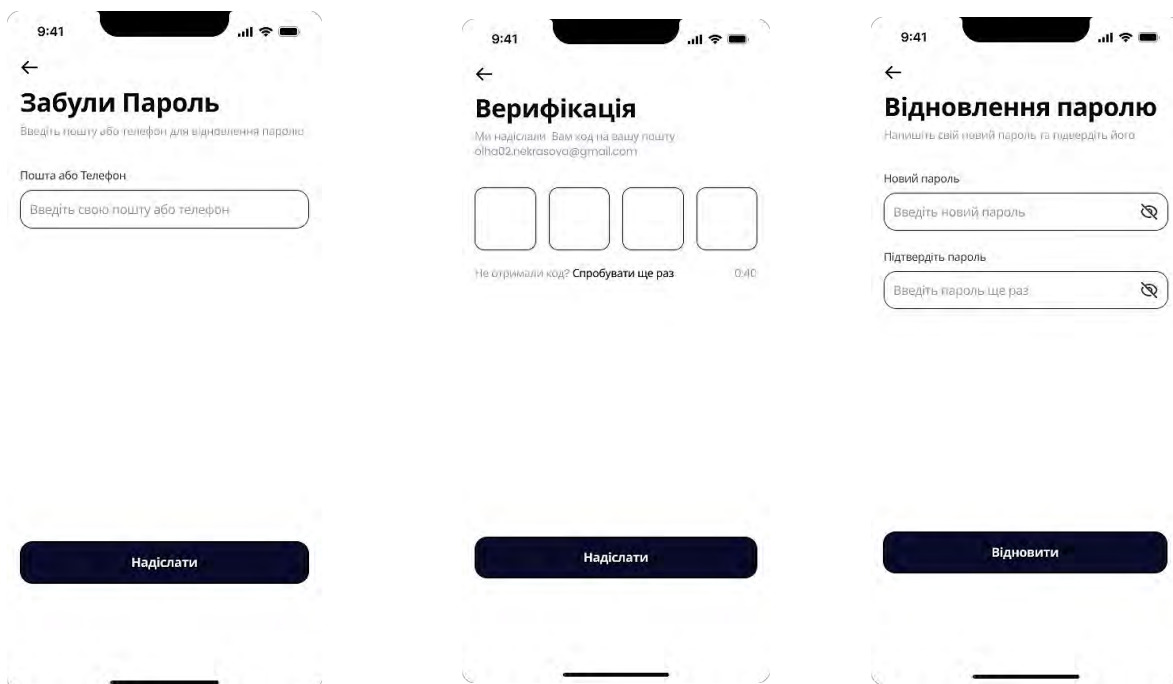 9:41
Забули Пароль
Введіть пошту або телефон для відновлення паролю
Пошта або Телефон
Введіть свою пошту або телефон
Надіслати
9:41
Верифікація
Ми надіслали Вам код на вашу пошту
olha02.nekrasova@gmail.com
Не отримали код? Спробувати ще раз 0:40
Надіслати
9:41
Відновлення паролю
Напишіть свій новий пароль та підвердіть його
Новий пароль
Введіть новий пароль
Підтвердіть пароль
Введіть пароль ще раз
Відновити